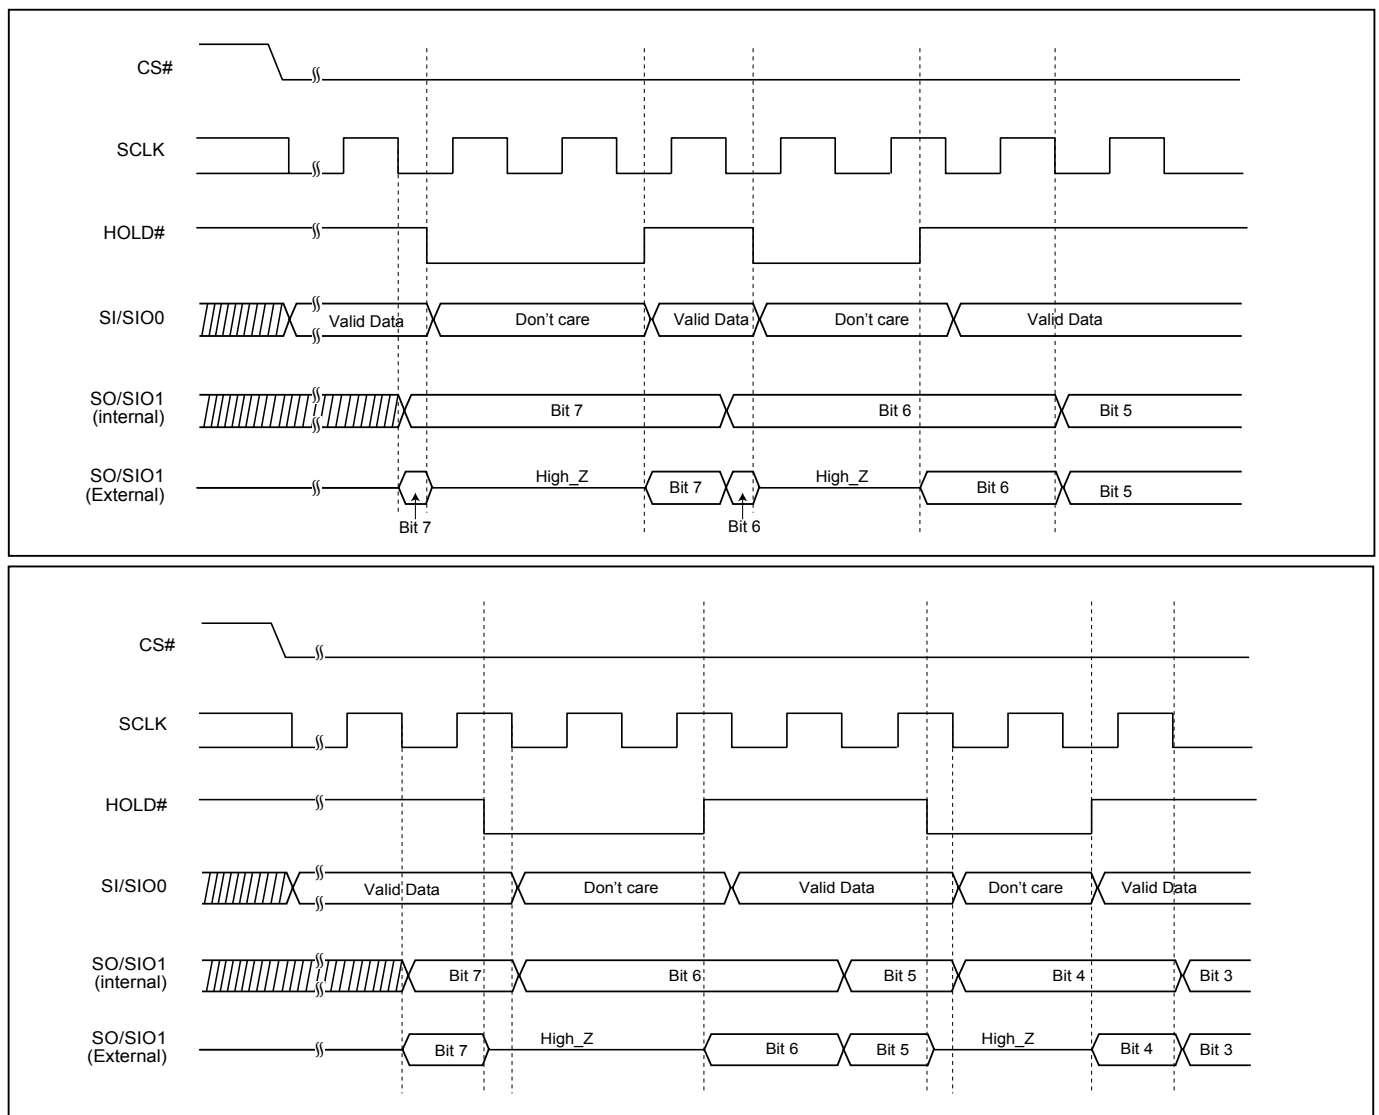 CS#
SCLK
HOLD#
SI/SIO0
Valid Data
Don't care
Valid Data
Don't care
Valid Data
SO/SIO1
(internal)
Bit 7
Bit 6
Bit 5
SO/SIO1
(External)
High_Z
Bit 7
High_Z
Bit 6
Bit 5
Bit 7
Bit 6
CS#
SCLK
HOLD#
SI/SIO0
Valid Data
Don't care
Valid Data
Don't care
Valid Data
SO/SIO1
(internal)
Bit 7
Bit 6
Bit 5
Bit 4
Bit 3
SO/SIO1
(External)
Bit 7
High_Z
Bit 6
Bit 5
High_Z
Bit 4
Bit 3